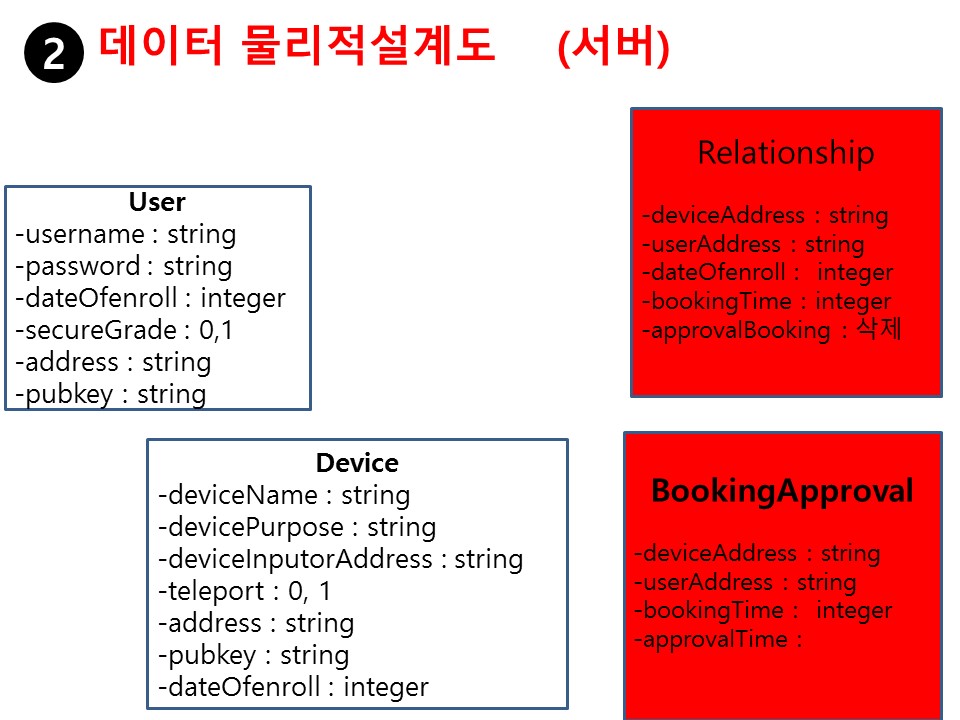 2 데이터 물리적설계도 (서버)
User
-username : string
-password : string
-dateOfenroll : integer
-secureGrade : 0,1
-address : string
-pubkey : string
Device
-deviceName : string
-devicePurpose : string
-deviceInputorAddress : string
-teleport : 0, 1
-address : string
-pubkey : string
-dateOfenroll : integer
Relationship
-deviceAddress : string
-userAddress : string
-dateOfenroll : integer
-bookingTime : integer
-approvalBooking : 삭제
BookingApproval
-deviceAddress : string
-userAddress : string
-bookingTime : integer
-approvalTime :